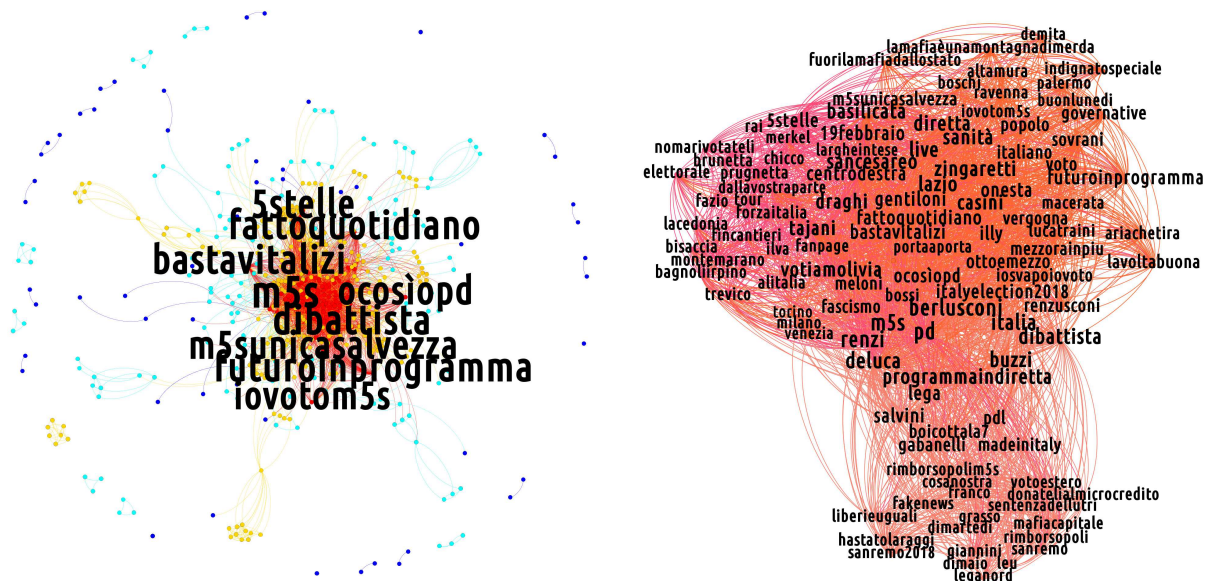 5stelle
fattoquotidiano
bastavitalizi
m5s ocosìopd
dibattista
m5sunicasalvezza
futuroinprogramma
iovotom5s
demita
lamafiaèunamontagnadimerda
fuorilamafiadallostato
altamura indignatospeciale
boschi palermo
ravenna
m5sunicasalvezza buonlunedi
basilicata iovotom5s governative
rai 5stelle diretta popolo
merkel 19febbraio sanità sovrani
nomarivotateli largheintese live italiano
brunetta chicco sancesareo voto
elettorale prugnetta centrodestra zingaretti futuroinprogramma
dallavostraparte lazio onesta
fazio tour draghi gentiloni casini macerata
forzaitalia
lacedonia fattoquotidiano vergogna
fincantieri tajani bastavitalizi illy lucatraini ariachetira
bisaccia ilva fanpage portaaporta mezzorainpiu
montemarano ottoemezzo lavoltabuona
bagnoliirpino votiamolivia ocosìopd iosvapoiovoto
alitalia meloni
trevico bossi italyelection2018
fascismo berlusconi renzusconi
torino
milano m5s italia
venezia renzi pd dibattista
deluca buzzi
programmaindiretta
lega
salvini pdl
boicottala7
gabanelli madeinitaly
rimborsopolim5s
cosanostra votoestero
franco donatelialmicrocredito
fakenews sentenzadellutri
liberieuguali grasso
dimartedi mafiacapitale
hastatolaraggi rimborsopoli
sanremo2018 giannini sanremo
dimaio leu
leganord